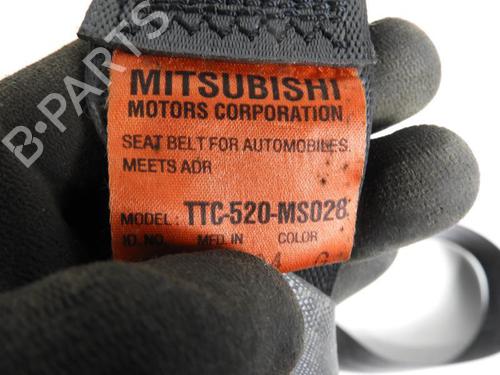 B-PARTS
MITSUBISHI
MOTORS CORPORATION
SEAT BELT FOR AUTOMOBILES.
MEETS ADR
MODEL : TTC-520-MS028
ID. NO. MFD. IN COLOR